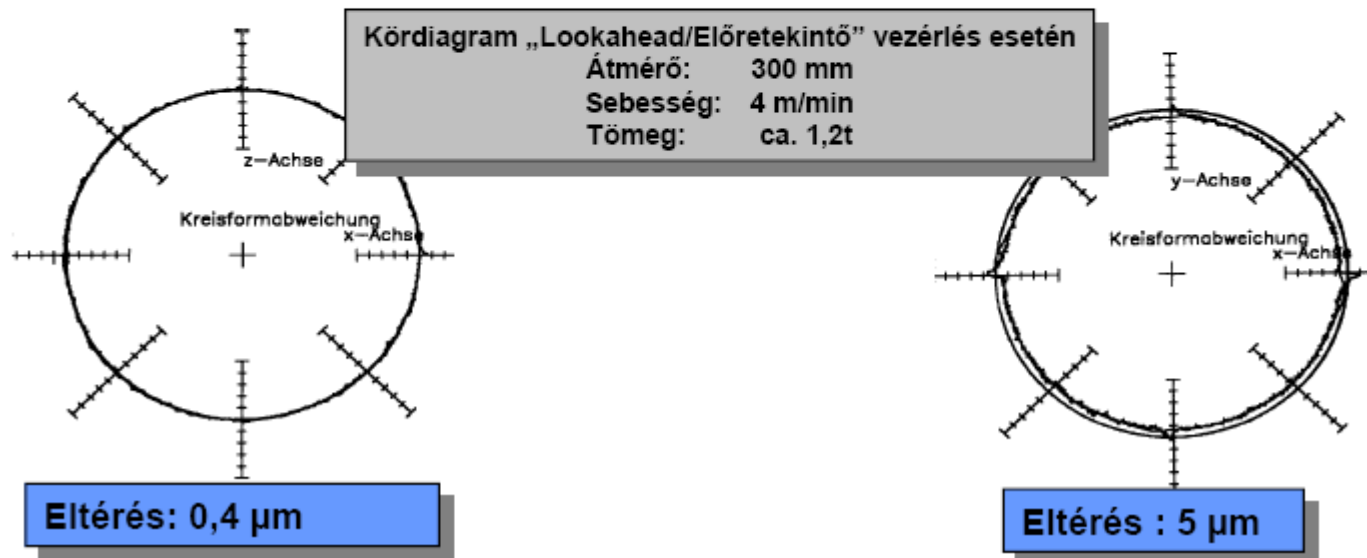 Kördiagram „Lookahead/Előretekintő” vezérlés esetén
Átmérő: 300 mm
Sebesség: 4 m/min
Tömeg: ca. 1,2t
z-Achse
Kreisformabweichung
x-Achse
y-Achse
Kreisformabweichung
x-Achse
Eltérés: 0,4 µm
Eltérés : 5 µm